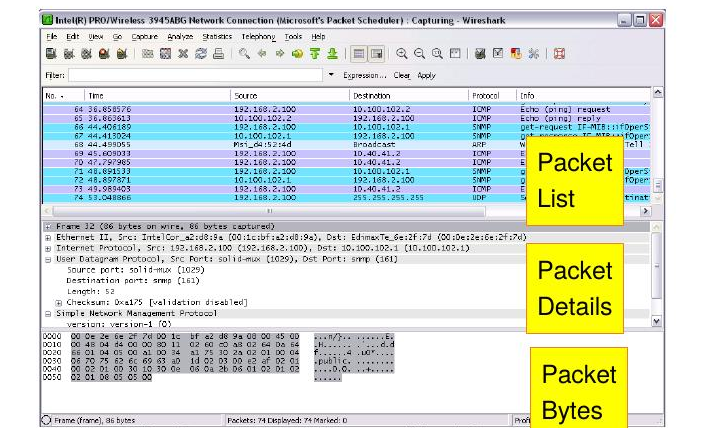 Intel(R) PRO/Wireless 3945ABG Network Connection (Microsoft's Packet Scheduler) : Capturing - Wireshark
File Edit View Go Capture Analyze Statistics Telephony Tools Help
Filter: Expression... Clear Apply
No. . Time Source Destination Protocol Info
64 36.858576 192.168.2.100 10.100.102.2 ICMP Echo (ping) request
65 36.863613 10.100.102.2 192.168.2.100 ICMP Echo (ping) reply
66 44.406189 192.168.2.100 10.100.102.1 SNMP get-request IF-MIB::ifOperS
67 44.413024 10.100.102.1 192.168.2.100 SNMP
68 44.499055 Msi_d4:52:4d Broadcast ARP Tell
69 45.609033 192.168.2.100 10.40.41.2 ICMP
70 47.797985 192.168.2.100 10.40.41.2 ICMP
71 48.891533 192.168.2.100 10.100.102.1 SNMP
72 48.897871 10.100.102.1 192.168.2.100 SNMP
73 49.989403 192.168.2.100 10.40.41.2 ICMP
74 53.048866 192.168.2.100 255.255.255.255 UDP
Packet
List
Frame 32 (86 bytes on wire, 86 bytes captured)
Ethernet II, Src: IntelCor_a2:d8:9a (00:1c:bf:a2:d8:9a), Dst: EdimaxTe_6e:2f:7d (00:0e:2e:6e:2f:7d)
Internet Protocol, Src: 192.168.2.100 (192.168.2.100), Dst: 10.100.102.1 (10.100.102.1)
User Datagram Protocol, Src Port: solid-mux (1029), Dst Port: snmp (161)
Source port: solid-mux (1029)
Destination port: snmp (161)
Length: 52
Checksum: 0xa175 [validation disabled]
Simple Network Management Protocol
version: version-1 (0)
Packet
Details
0000 00 0e 2e 6e 2f 7d 00 1c bf a2 d8 9a 08 00 45 00 ...n/}.. ......E.
0010 00 48 04 d4 00 00 80 11 02 60 c0 a8 02 64 0a 64 .H...... .`...d.d
0020 66 01 04 05 00 a1 00 34 a1 75 30 2a 02 01 00 04 f......4 .u0*....
0030 06 70 75 62 6c 69 63 a0 1d 02 03 00 e2 af 02 01 .public. ........
0040 00 02 01 00 30 10 30 0e 06 0a 2b 06 01 02 01 02 ....0.0. ..+.....
0050 02 01 08 05 05 00 ......
Packet
Bytes
Frame (frame), 86 bytes Packets: 74 Displayed: 74 Marked: 0